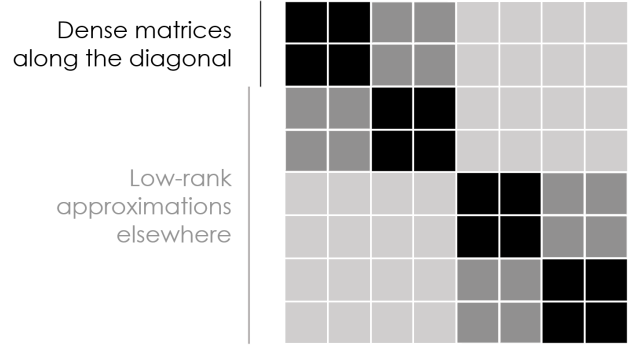 Dense matrices
along the diagonal
Low-rank
approximations
elsewhere